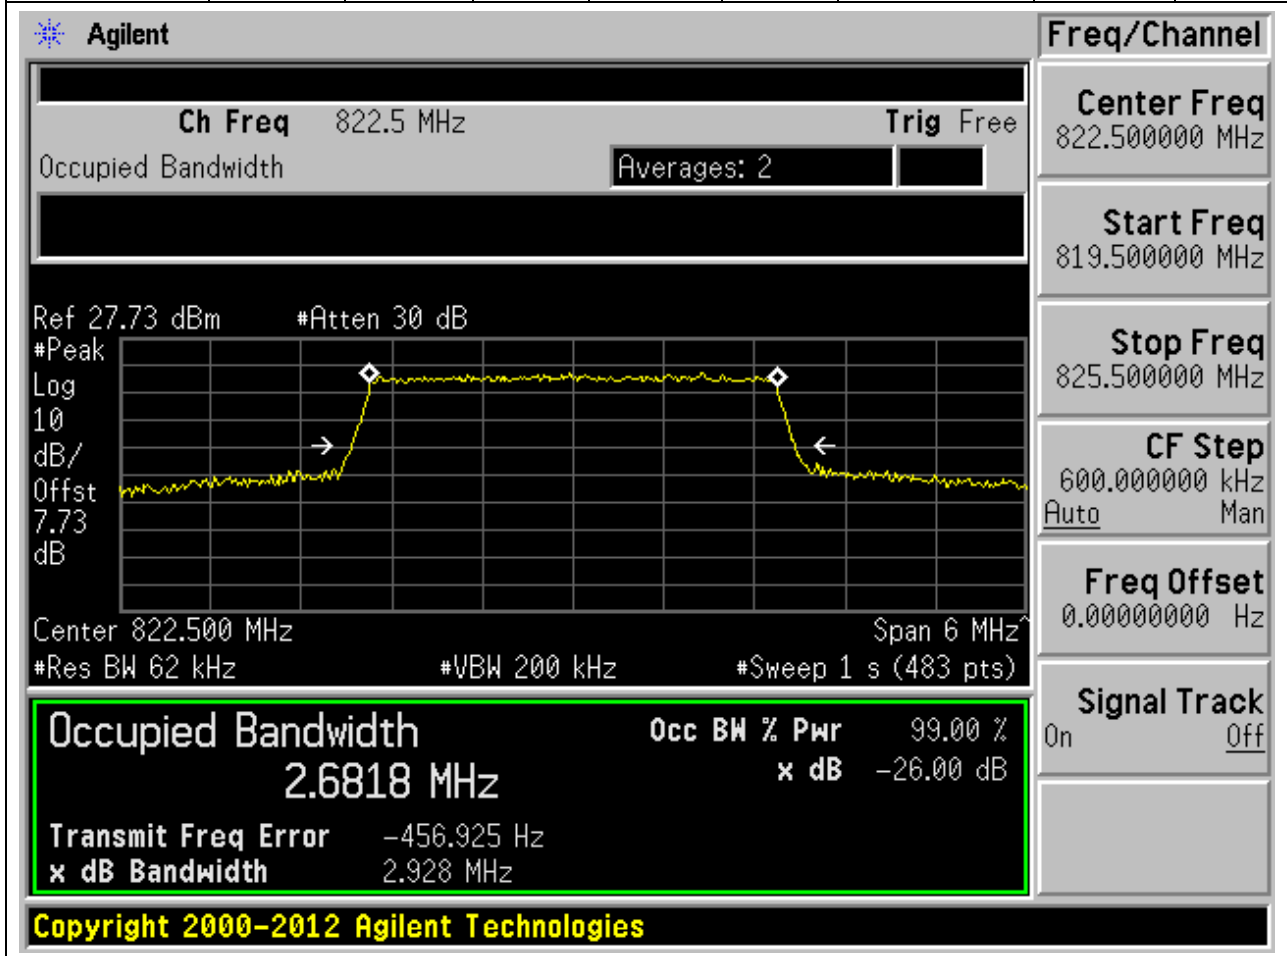 Agilent
Freq/Channel
Ch Freq 822.5 MHz Trig Free
Occupied Bandwidth Averages: 2
Center Freq
822.500000 MHz
Start Freq
819.500000 MHz
Stop Freq
825.500000 MHz
CF Step
600.000000 kHz
Auto Man
Freq Offset
0.00000000 Hz
Signal Track
On Off
Ref 27.73 dBm #Atten 30 dB
#Peak
Log
10
dB/
Offst
7.73
dB
Center 822.500 MHz Span 6 MHz^
#Res BW 62 kHz #VBW 200 kHz #Sweep 1 s (483 pts)
Occupied Bandwidth
2.6818 MHz
Occ BW % Pwr 99.00 %
x dB -26.00 dB
Transmit Freq Error -456.925 Hz
x dB Bandwidth 2.928 MHz
Copyright 2000-2012 Agilent Technologies